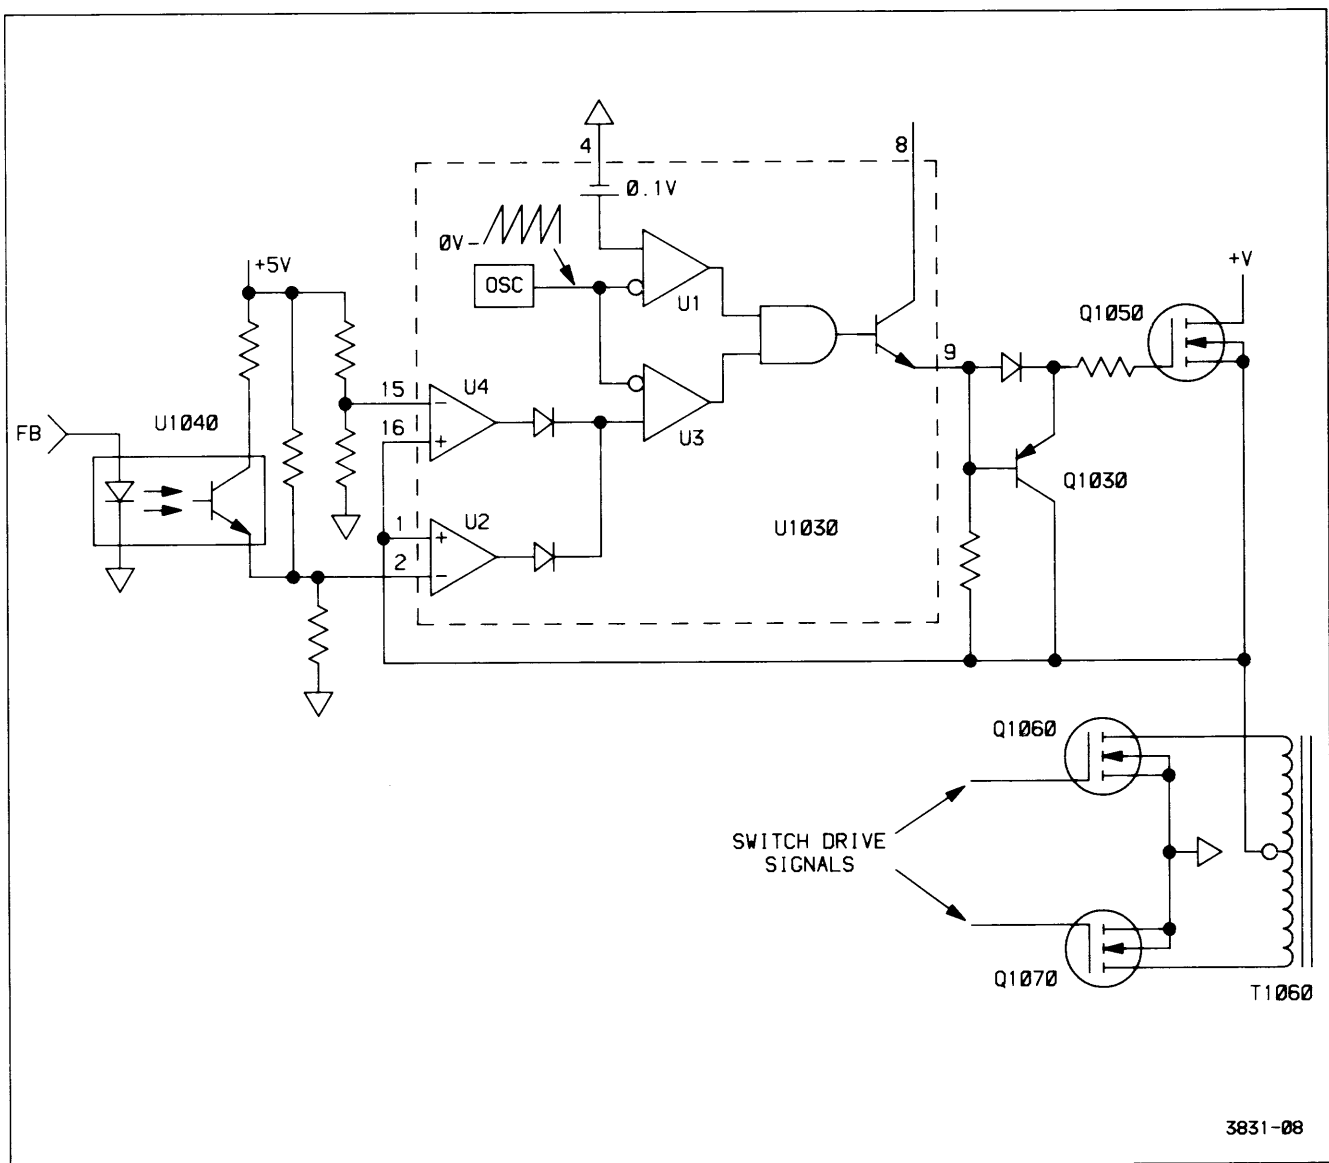 4
8
0.1V
0V-
+5V
OSC
U1
+V
Q1050
9
15
U4
16
U3
FB
U1040
Q1030
1
U2
2
U1030
Q1060
SWITCH DRIVE
SIGNALS
Q1070
T1060
3831-08